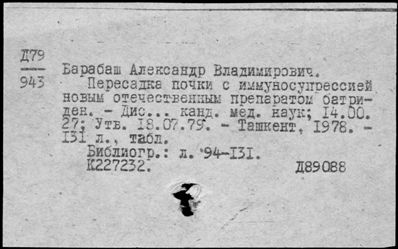 Д79
943
Барабаш Александр Владимирович.
Пересадка почки с иммуносупрессией
новым отечественным препаратом батри-
ден. - Дис... канд. мед. наук; 14.00.
27; Утв. 18.07.79. - Ташкент, 1978. -
131 л., табл.
Библиогр.: л. 94-131.
К227232. Д89088